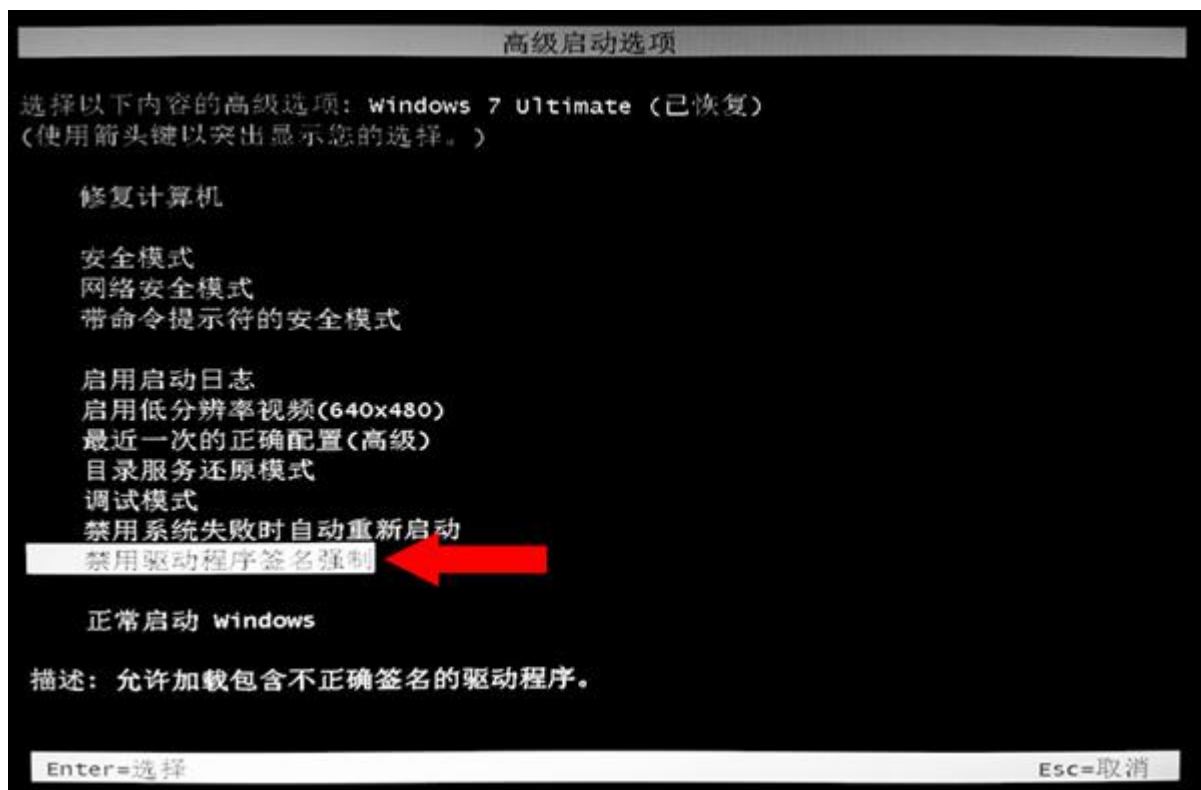 高级启动选项
选择以下内容的高级选项: Windows 7 Ultimate (已恢复)
(使用箭头键以突出显示您的选择。)
修复计算机
安全模式
网络安全模式
带命令提示符的安全模式
启用启动日志
启用低分辨率视频(640x480)
最近一次的正确配置(高级)
目录服务还原模式
调试模式
禁用系统失败时自动重新启动
禁用驱动程序签名强制
正常启动 Windows
描述: 允许加载包含不正确签名的驱动程序。
Enter=选择 Esc=取消